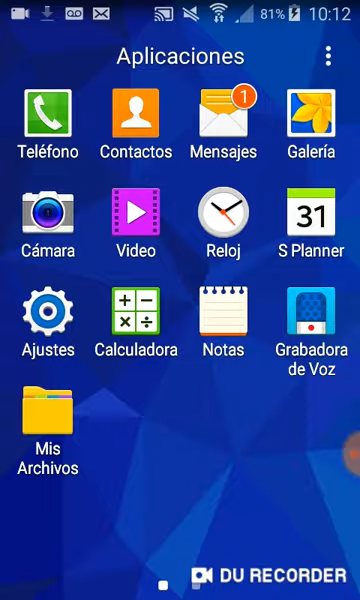 81% 10:12
Aplicaciones
1
Teléfono Contactos Mensajes Galería
31
Cámara Video Reloj S Planner
Ajustes Calculadora Notas Grabadora
de Voz
Mis
Archivos
DU RECORDER